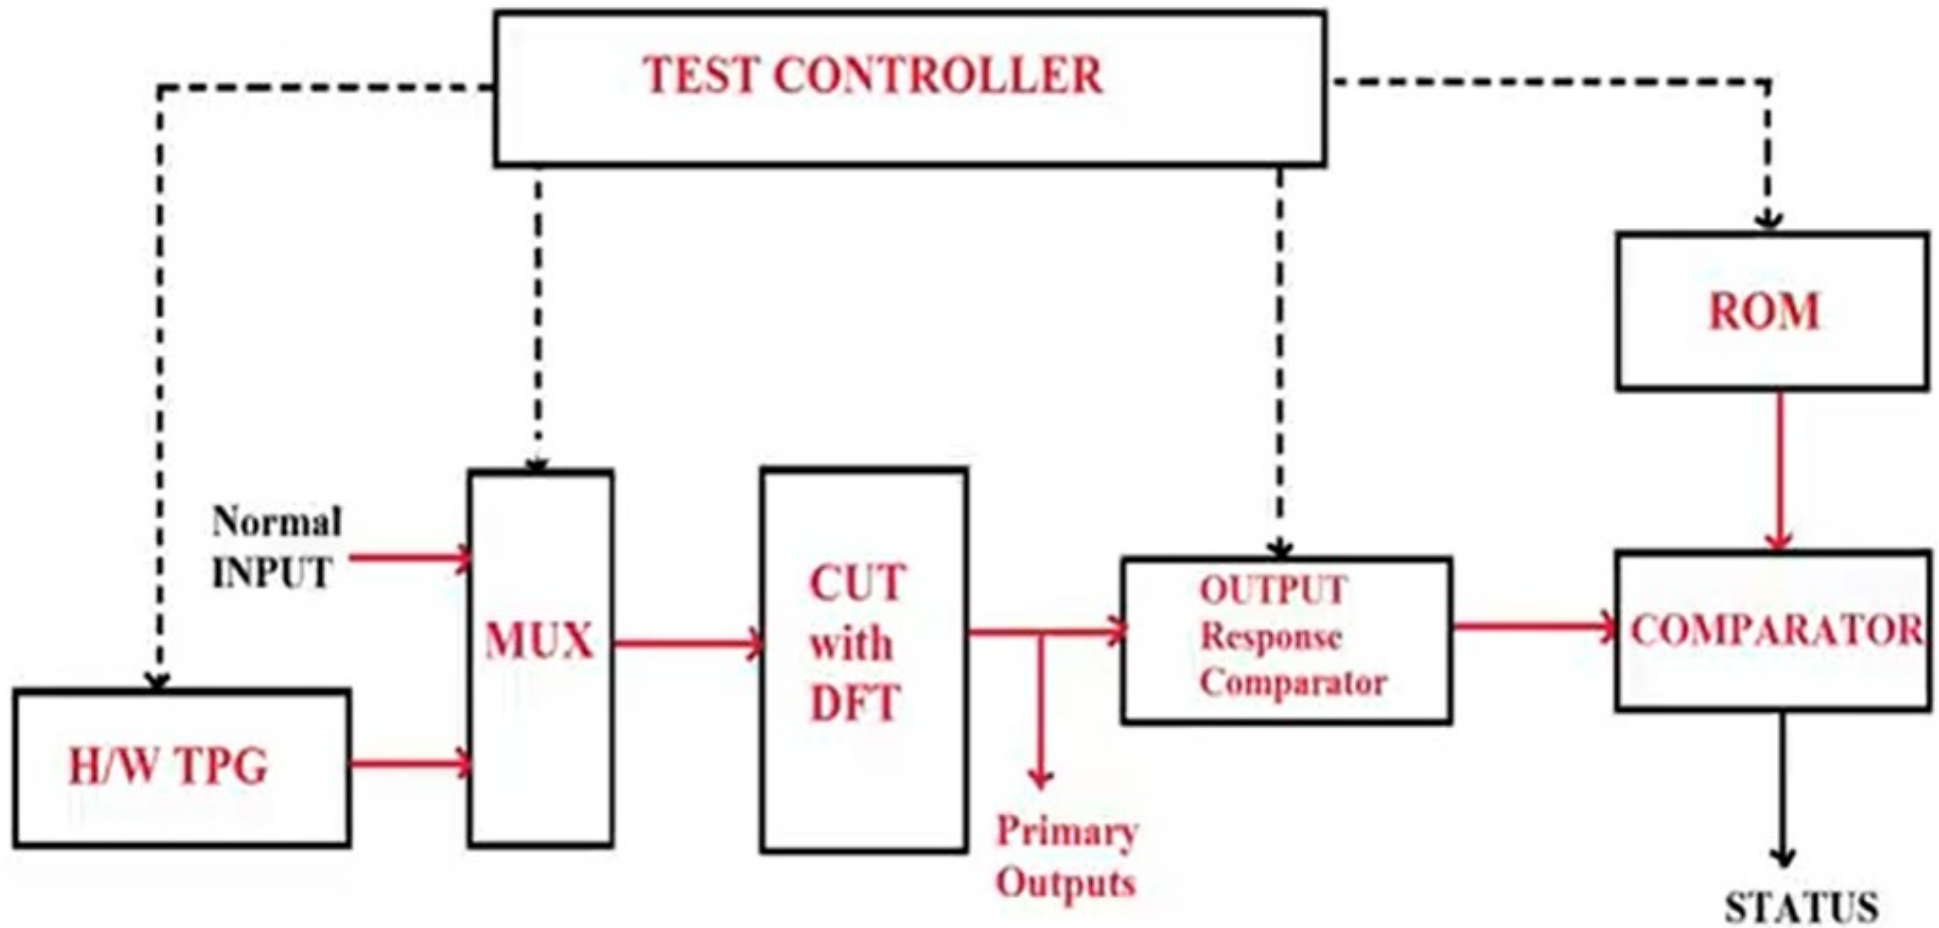 TEST CONTROLLER
ROM
Normal
INPUT
MUX
CUT
with
DFT
OUTPUT
Response
Comparator
COMPARATOR
H/W TPG
Primary
Outputs
STATUS